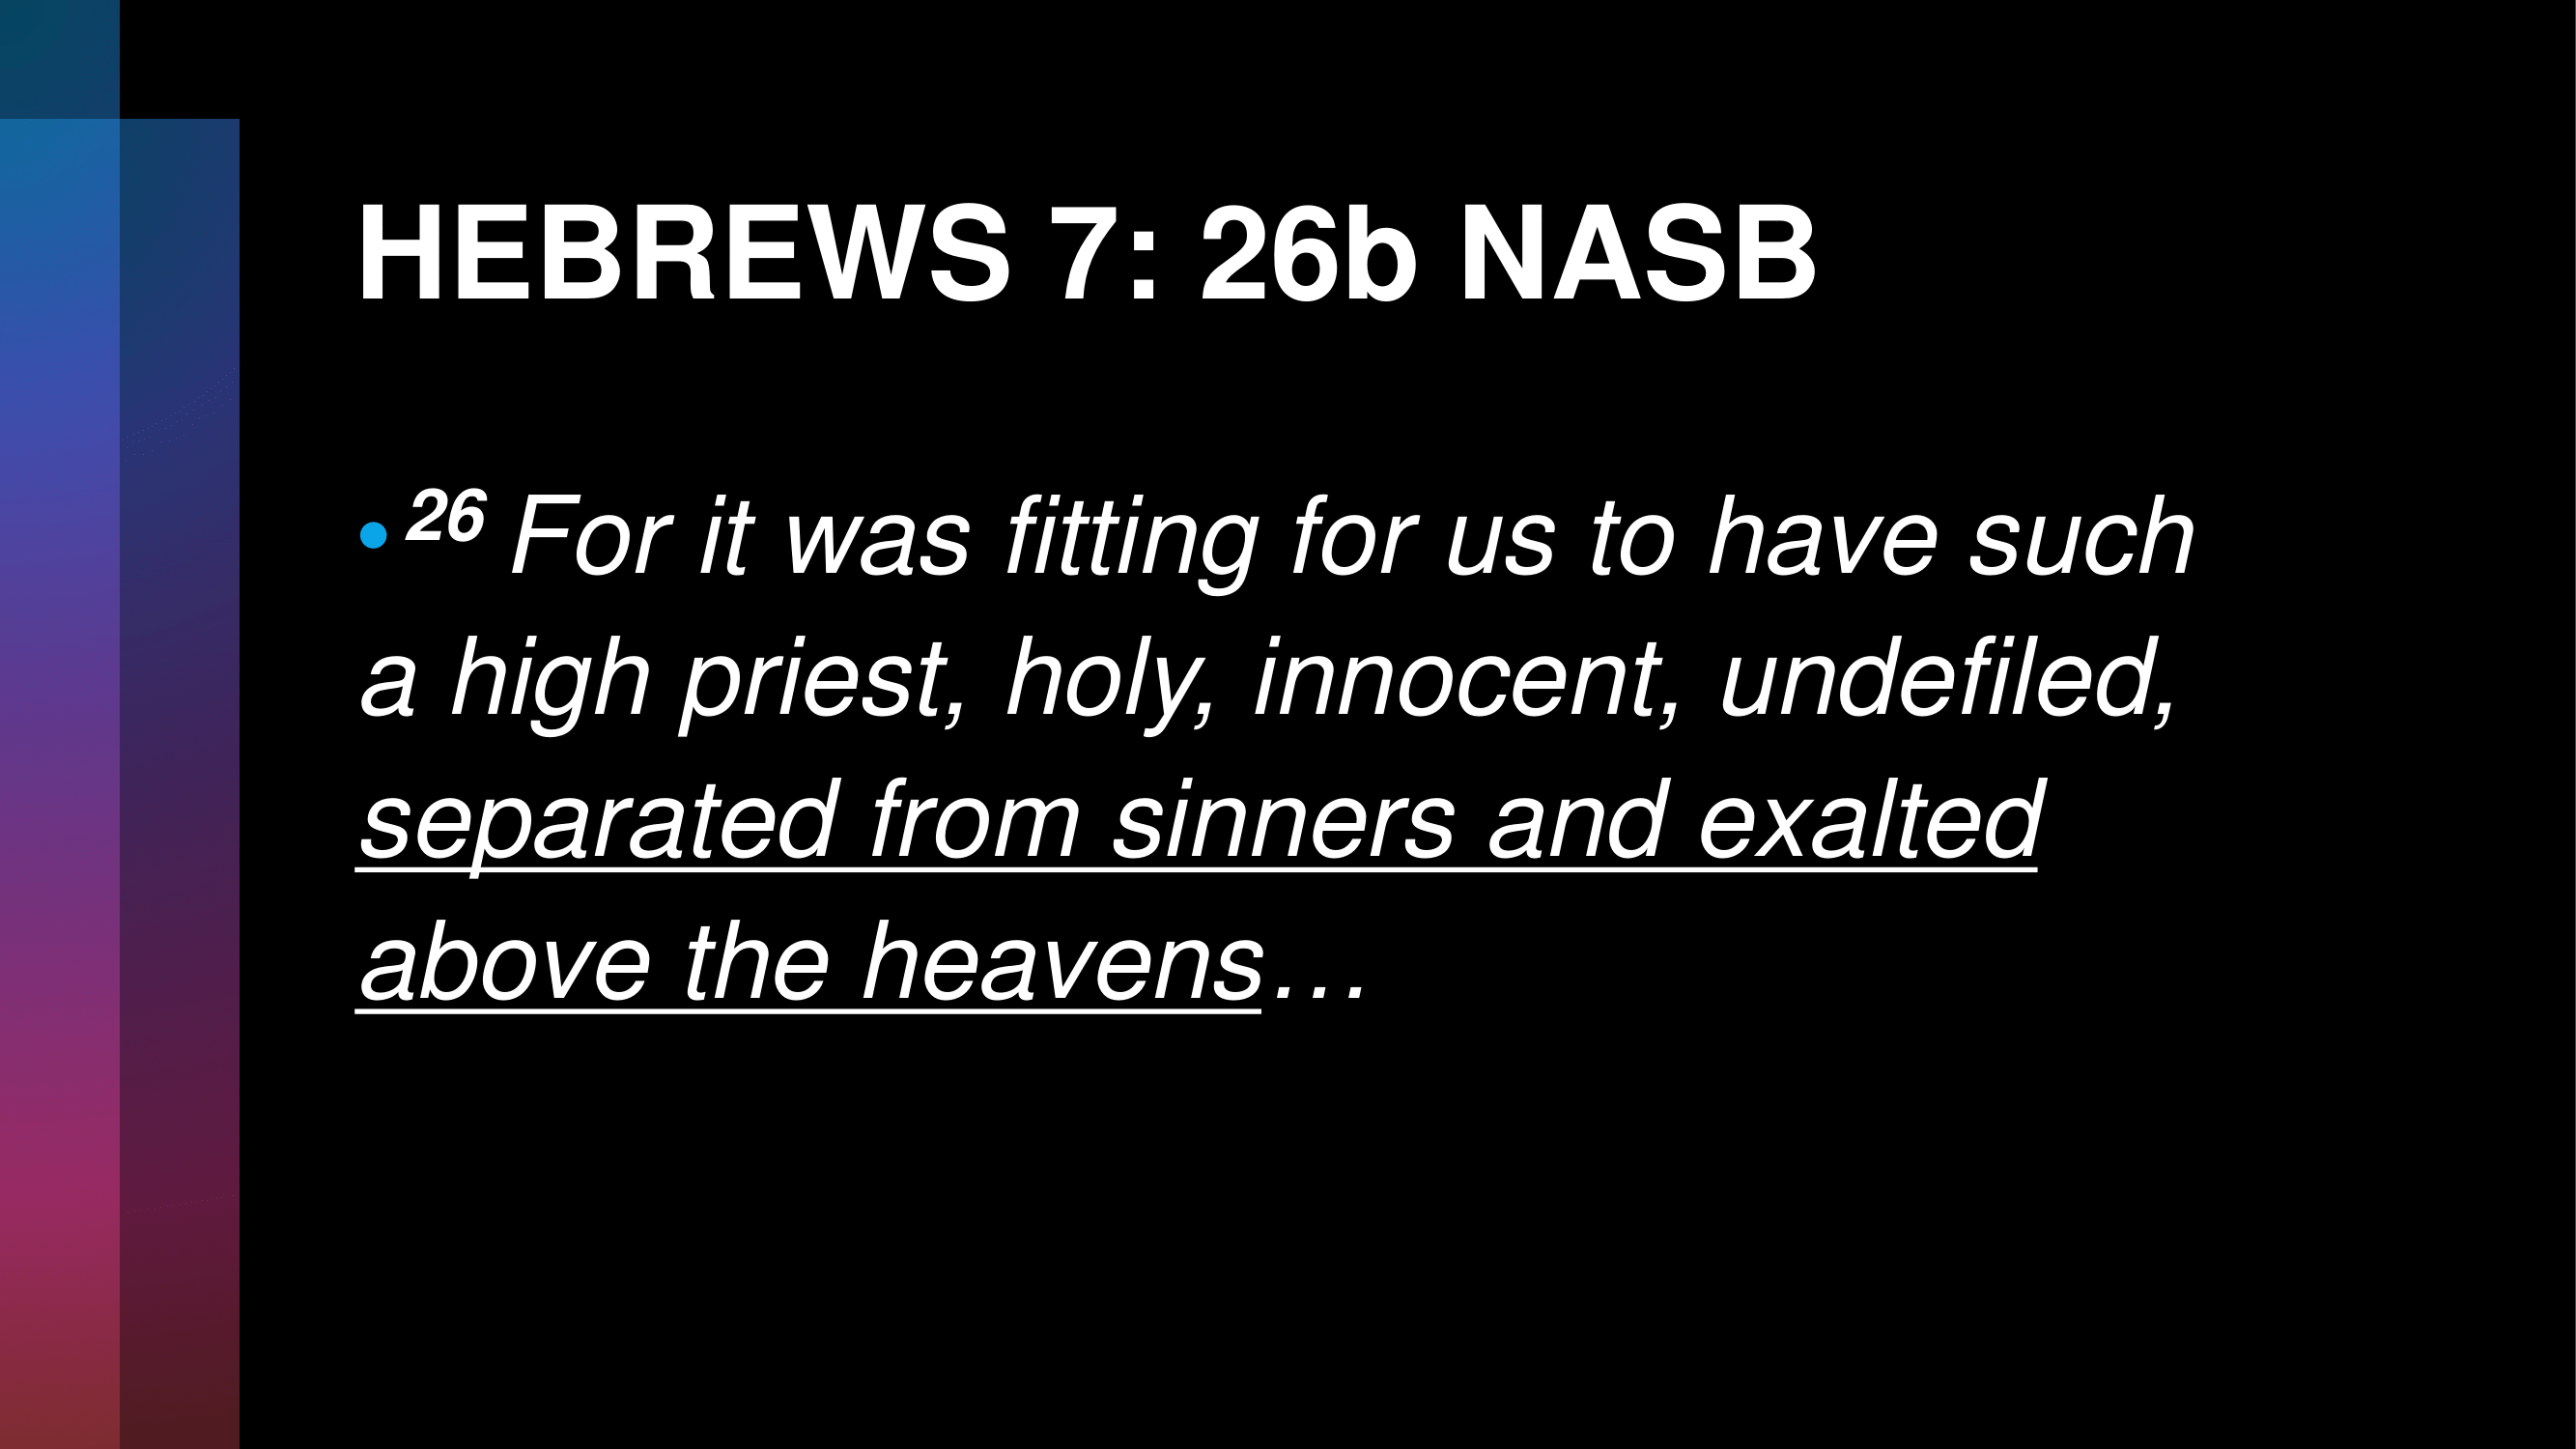 HEBREWS 7: 26b NASB
• 26 For it was fitting for us to have such
a high priest, holy, innocent, undefiled,
separated from sinners and exalted
above the heavens…